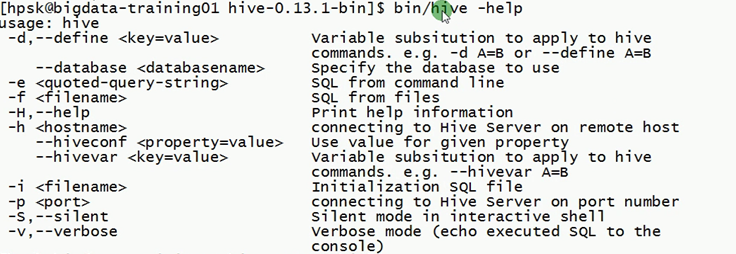 [hpsk@bigdata-training01 hive-0.13.1-bin]$ bin/hive -help
usage: hive
 -d,--define <key=value>          Variable subsitution to apply to hive
                                  commands. e.g. -d A=B or --define A=B
    --database <databasename>     Specify the database to use
 -e <quoted-query-string>         SQL from command line
 -f <filename>                    SQL from files
 -H,--help                        Print help information
 -h <hostname>                    connecting to Hive Server on remote host
    --hiveconf <property=value>   Use value for given property
    --hivevar <key=value>         Variable subsitution to apply to hive
                                  commands. e.g. --hivevar A=B
 -i <filename>                    Initialization SQL file
 -p <port>                        connecting to Hive Server on port number
 -S,--silent                      Silent mode in interactive shell
 -v,--verbose                     Verbose mode (echo executed SQL to the
                                  console)